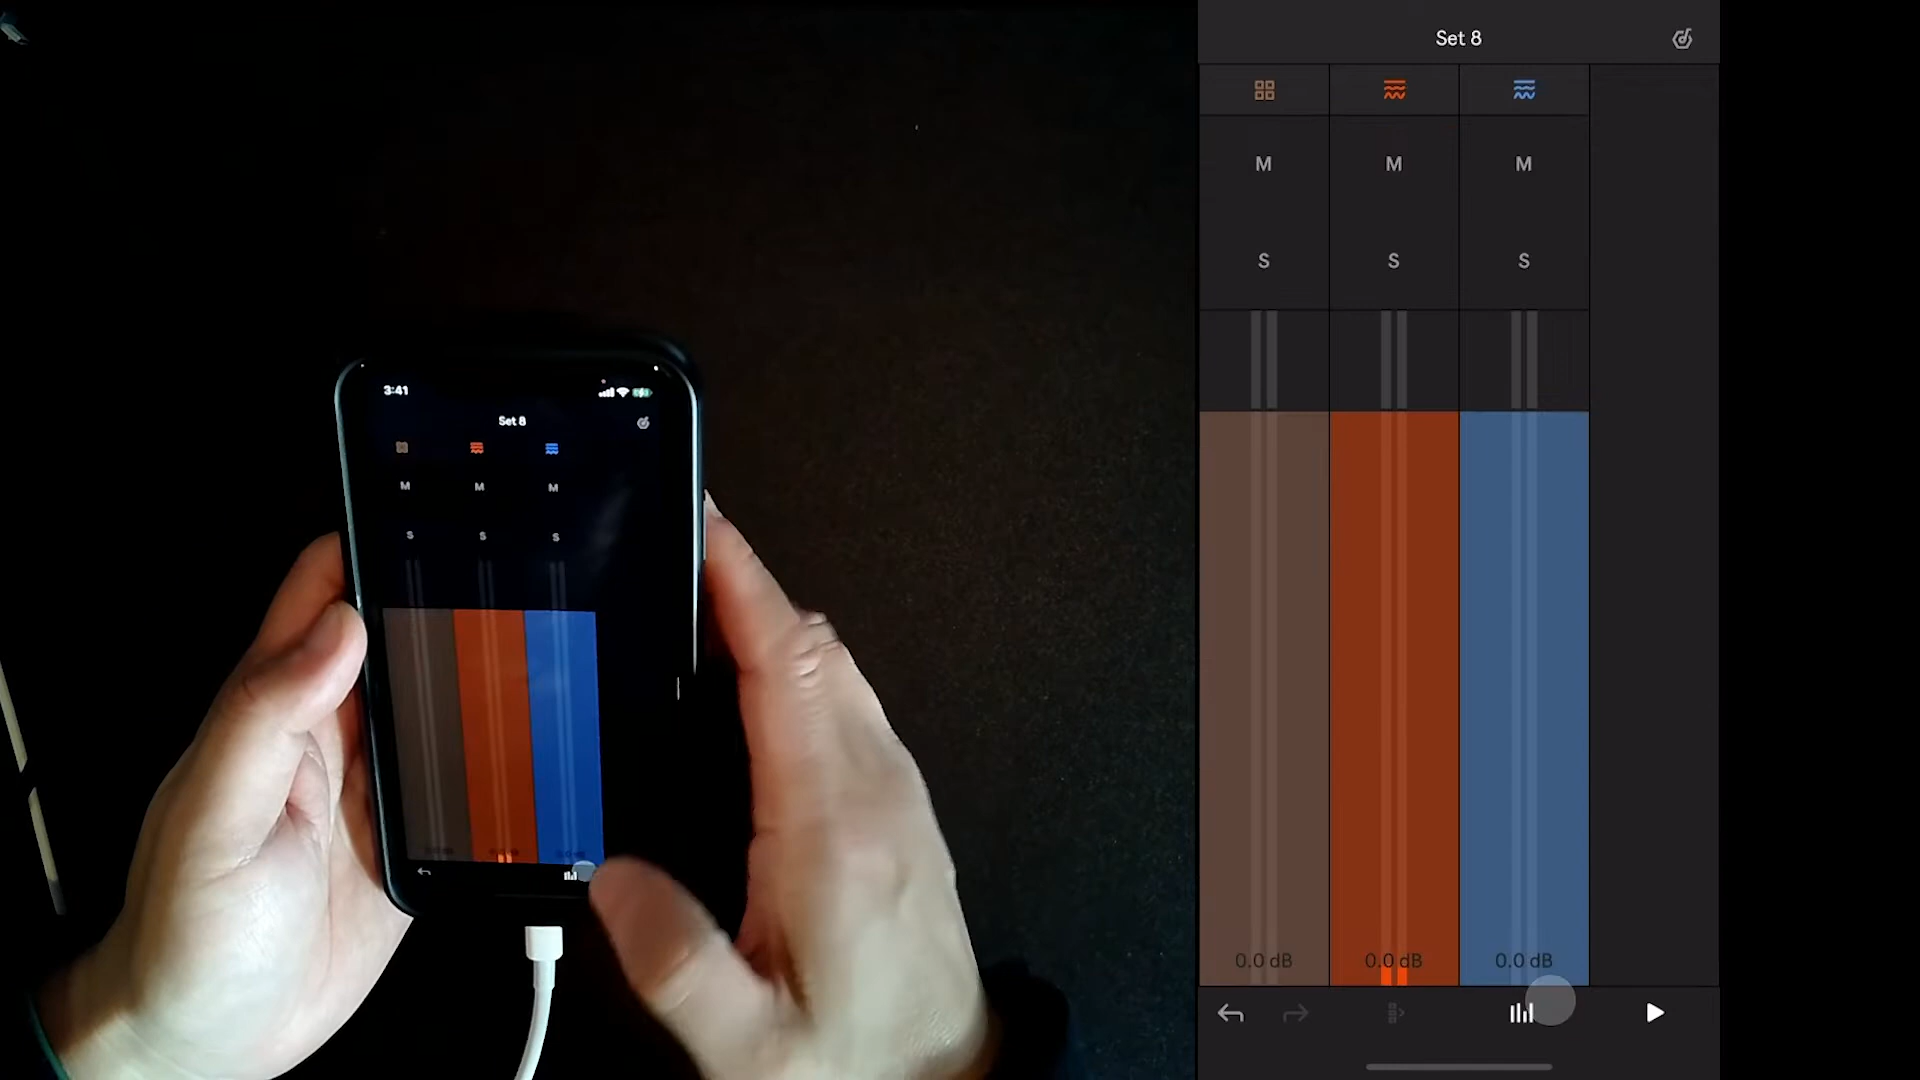 3:41
Set 8
M M M
S S S
Set 8
M M M
S S S
0.0 dB 0.0 dB 0.0 dB